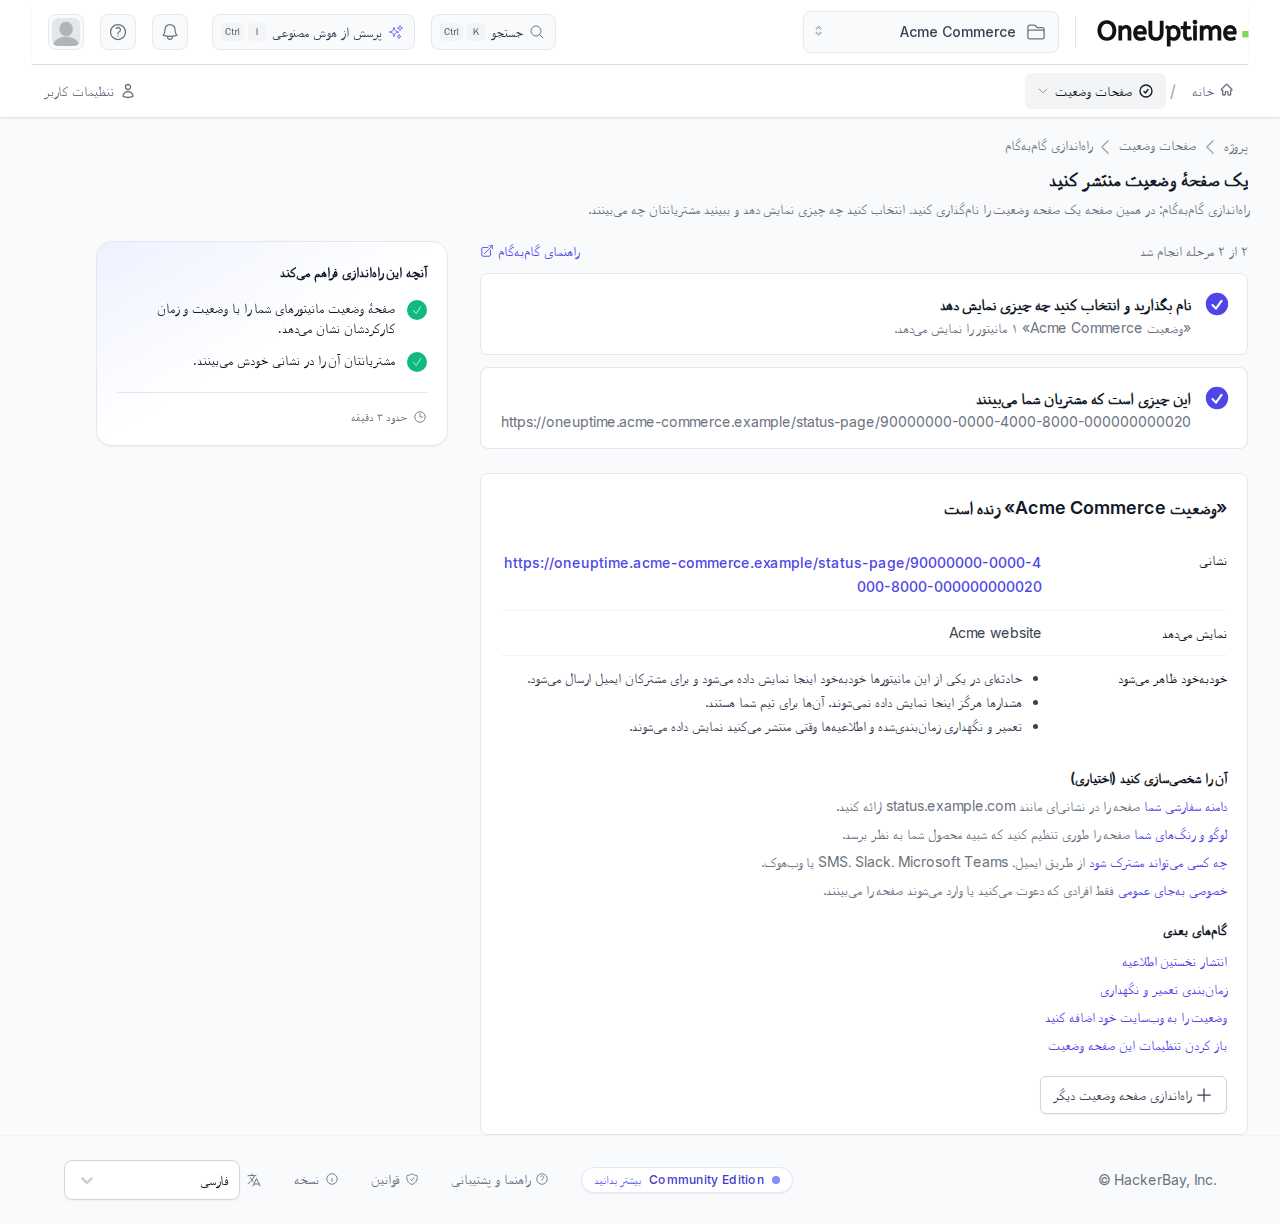 OneUptime
Acme Commerce
جستجو K Ctrl
پرسش از هوش مصنوعی I Ctrl
خانه / صفحات وضعیت
تنظیمات کاربر
پروژه > صفحات وضعیت > راه‌اندازی گام‌به‌گام
یک صفحهٔ وضعیت منتشر کنید
راه‌اندازی گام‌به‌گام: در همین صفحه یک صفحه وضعیت را نام‌گذاری کنید، انتخاب کنید چه چیزی نمایش دهد و ببینید مشتریانتان چه می‌بینند.
۲ از ۲ مرحله انجام شد
راهنمای گام‌به‌گام
نام بگذارید و انتخاب کنید چه چیزی نمایش دهد
«وضعیت Acme Commerce» ۱ مانیتور را نمایش می‌دهد.
این چیزی است که مشتریان شما می‌بینند
https://oneuptime.acme-commerce.example/status-page/90000000-0000-4000-8000-000000000020
آنچه این راه‌اندازی فراهم می‌کند
صفحهٔ وضعیت مانیتورهای شما را با وضعیت و زمان
کارکردشان نشان می‌دهد.
مشتریانتان آن را در نشانی خودش می‌بینند.
حدود ۳ دقیقه
«وضعیت Acme Commerce» زنده است
نشانی
https://oneuptime.acme-commerce.example/status-page/90000000-0000-4
000-8000-000000000020
نمایش می‌دهد
Acme website
خودبه‌خود ظاهر می‌شود
حادثه‌ای در یکی از این مانیتورها خودبه‌خود اینجا نمایش داده می‌شود و برای مشترکان ایمیل ارسال می‌شود.
هشدارها هرگز اینجا نمایش داده نمی‌شوند. آن‌ها برای تیم شما هستند.
تعمیر و نگهداری زمان‌بندی‌شده و اطلاعیه‌ها وقتی منتشر می‌کنید نمایش داده می‌شوند.
آن را شخصی‌سازی کنید (اختیاری)
دامنه سفارشی شما صفحه را در نشانی‌ای مانند status.example.com ارائه کنید.
لوگو و رنگ‌های شما صفحه را طوری تنظیم کنید که شبیه محصول شما به نظر برسد.
چه کسی می‌تواند مشترک شود از طریق ایمیل، SMS، Slack، Microsoft Teams یا وب‌هوک.
خصوصی به‌جای عمومی فقط افرادی که دعوت می‌کنید یا وارد می‌شوند صفحه را می‌بینند.
گام‌های بعدی
انتشار نخستین اطلاعیه
زمان‌بندی تعمیر و نگهداری
وضعیت را به وب‌سایت خود اضافه کنید
باز کردن تنظیمات این صفحه وضعیت
راه‌اندازی صفحه وضعیت دیگر
© HackerBay, Inc.
Community Edition بیشتر بدانید
راهنما و پشتیبانی
قوانین
نسخه
فارسی